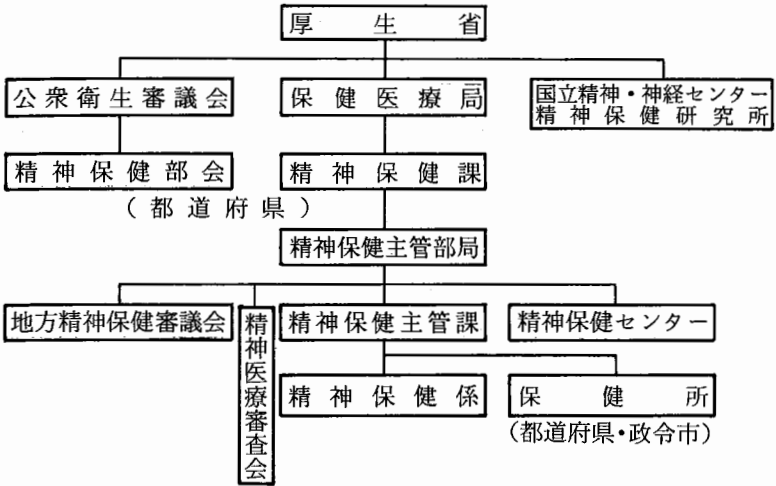 厚生省
公衆衛生審議会
保健医療局
国立精神・神経センター
精神保健研究所
精神保健部会
精神保健課
(都道府県)
精神保健主管部局
地方精神保健審議会
精神医療審査会
精神保健主管課
精神保健センター
精神保健係
保健所
(都道府県・政令市)